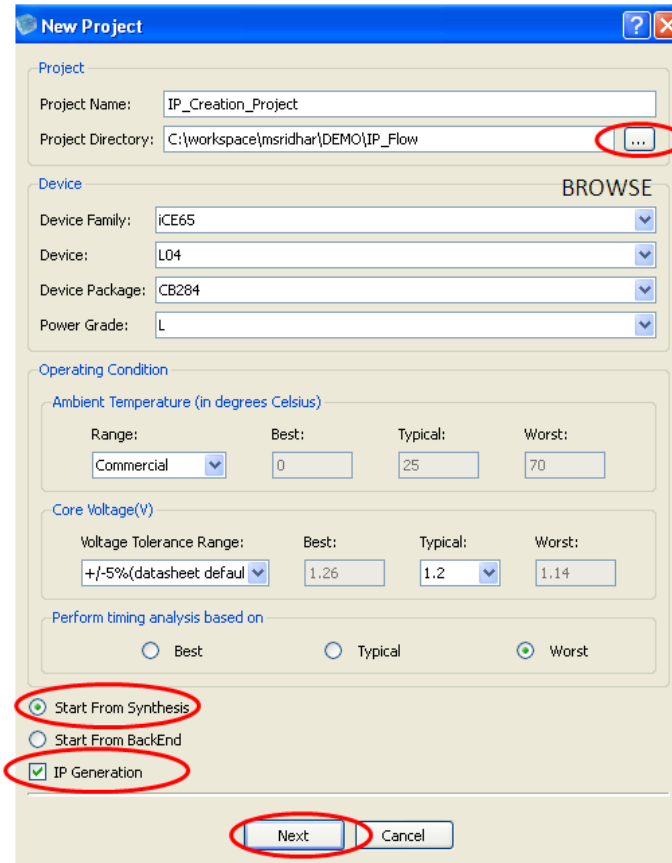 New Project
Project
Project Name: IP_Creation_Project
Project Directory: C:\workspace\msridhar\DEMO\IP_Flow ...
Device BROWSE
Device Family: iCE65
Device: L04
Device Package: CB284
Power Grade: L
Operating Condition
Ambient Temperature (in degrees Celsius)
Range: Best: Typical: Worst:
Commercial 0 25 70
Core Voltage(V)
Voltage Tolerance Range: Best: Typical: Worst:
+/-5%(datasheet defaul 1.26 1.2 1.14
Perform timing analysis based on
Best Typical Worst
Start From Synthesis
Start From BackEnd
IP Generation
Next Cancel